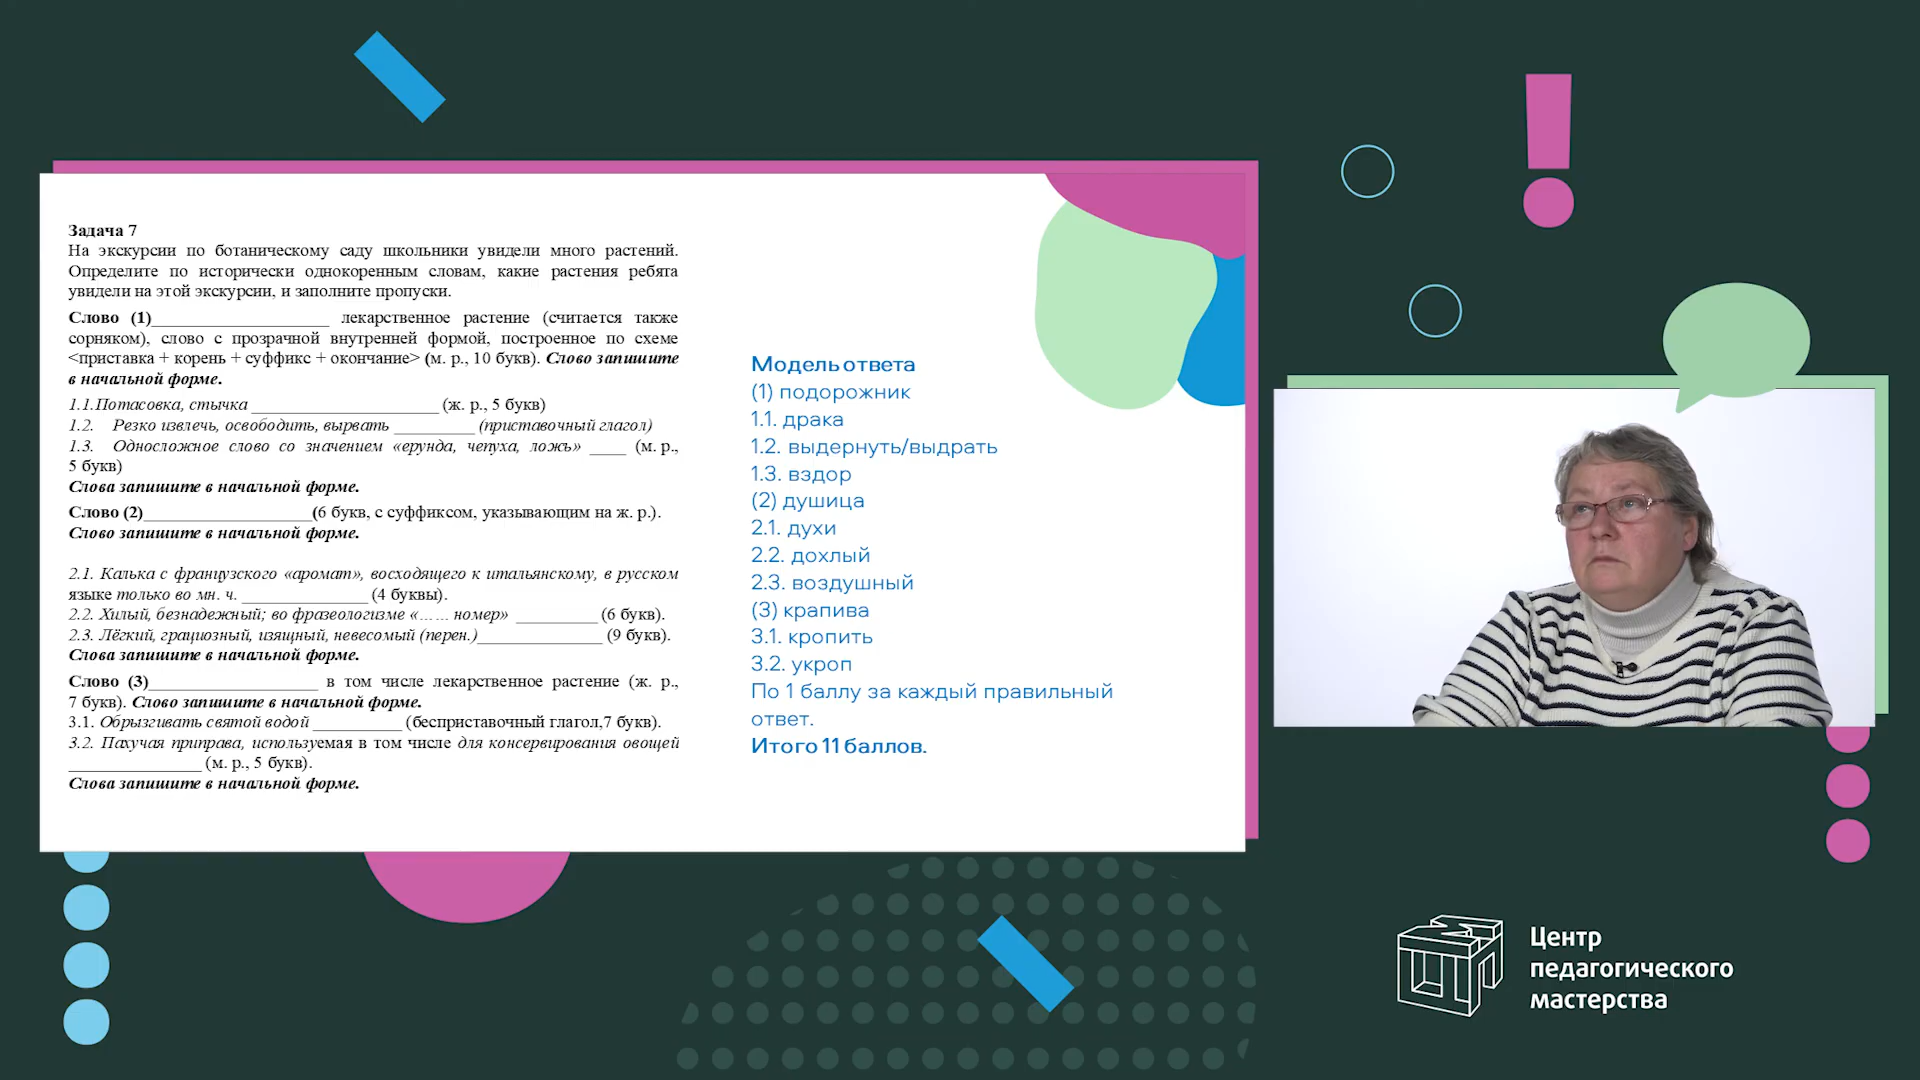 Задача 7
На экскурсии по ботаническому саду школьники увидели много растений.
Определите по исторически однокоренным словам, какие растения ребята
увидели на этой экскурсии, и заполните пропуски.
Слово (1)____________________ лекарственное растение (считается также
сорняком), слово с прозрачной внутренней формой, построенное по схеме
<приставка + корень + суффикс + окончание> (м. р., 10 букв). Слово запишите
в начальной форме.
1.1.Потасовка, стычка _____________________ (ж. р., 5 букв)
1.2. Резко извлечь, освободить, вырвать _________ (приставочный глагол)
1.3. Односложное слово со значением «ерунда, чепуха, ложь» ____ (м. р.,
5 букв)
Слова запишите в начальной форме.
Слово (2)___________________(6 букв, с суффиксом, указывающим на ж. р.).
Слово запишите в начальной форме.
2.1. Калька с французского «аромат», восходящего к итальянскому, в русском
языке только во мн. ч. _______________ (4 буквы).
2.2. Хилый, безнадежный; во фразеологизме «…… номер» _________ (6 букв).
2.3. Лёгкий, грациозный, изящный, невесомый (перен.)______________ (9 букв).
Слова запишите в начальной форме.
Слово (3)___________________ в том числе лекарственное растение (ж. р.,
7 букв). Слово запишите в начальной форме.
3.1. Обрызгивать святой водой __________ (бесприставочный глагол,7 букв).
3.2. Пахучая приправа, используемая в том числе для консервирования овощей
_______________ (м. р., 5 букв).
Слова запишите в начальной форме.
Модель ответа
(1) подорожник
1.1. драка
1.2. выдернуть/выдрать
1.3. вздор
(2) душица
2.1. духи
2.2. дохлый
2.3. воздушный
(3) крапива
3.1. кропить
3.2. укроп
По 1 баллу за каждый правильный
ответ.
Итого 11 баллов.
Центр
педагогического
мастерства